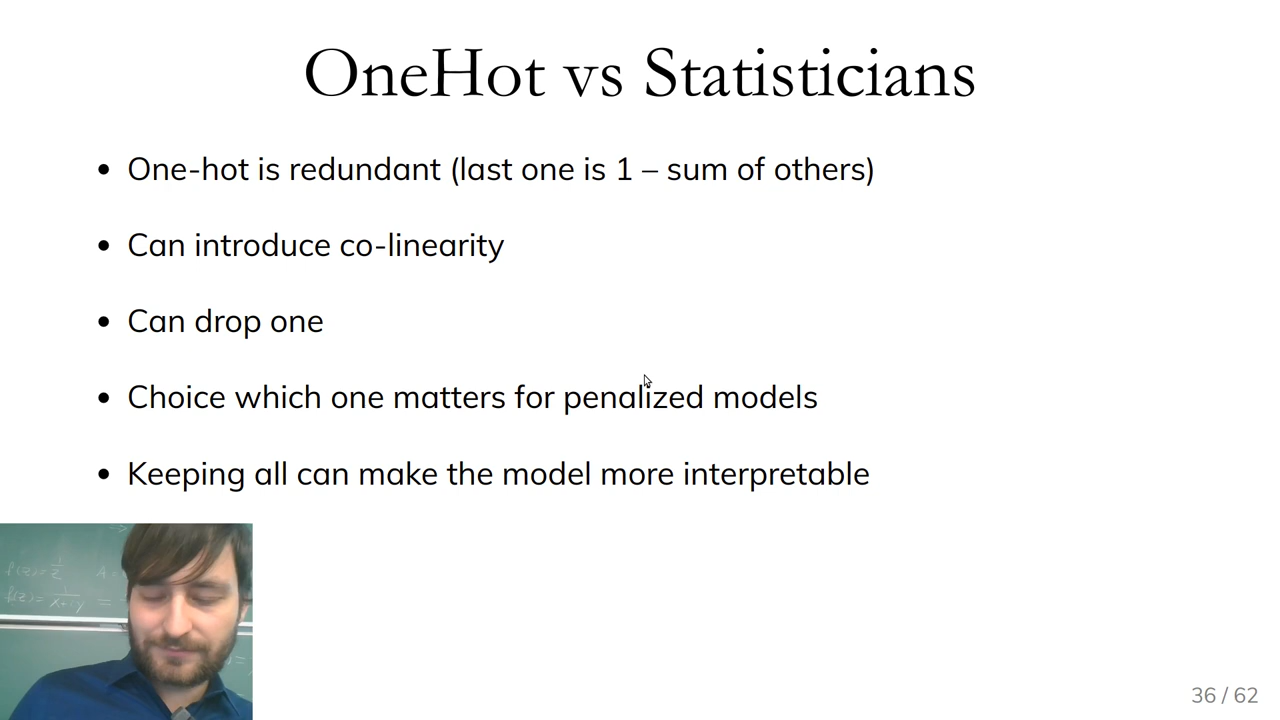 OneHot vs Statisticians
One-hot is redundant (last one is 1 – sum of others)
Can introduce co-linearity
Can drop one
Choice which one matters for penalized models
Keeping all can make the model more interpretable
36 / 62